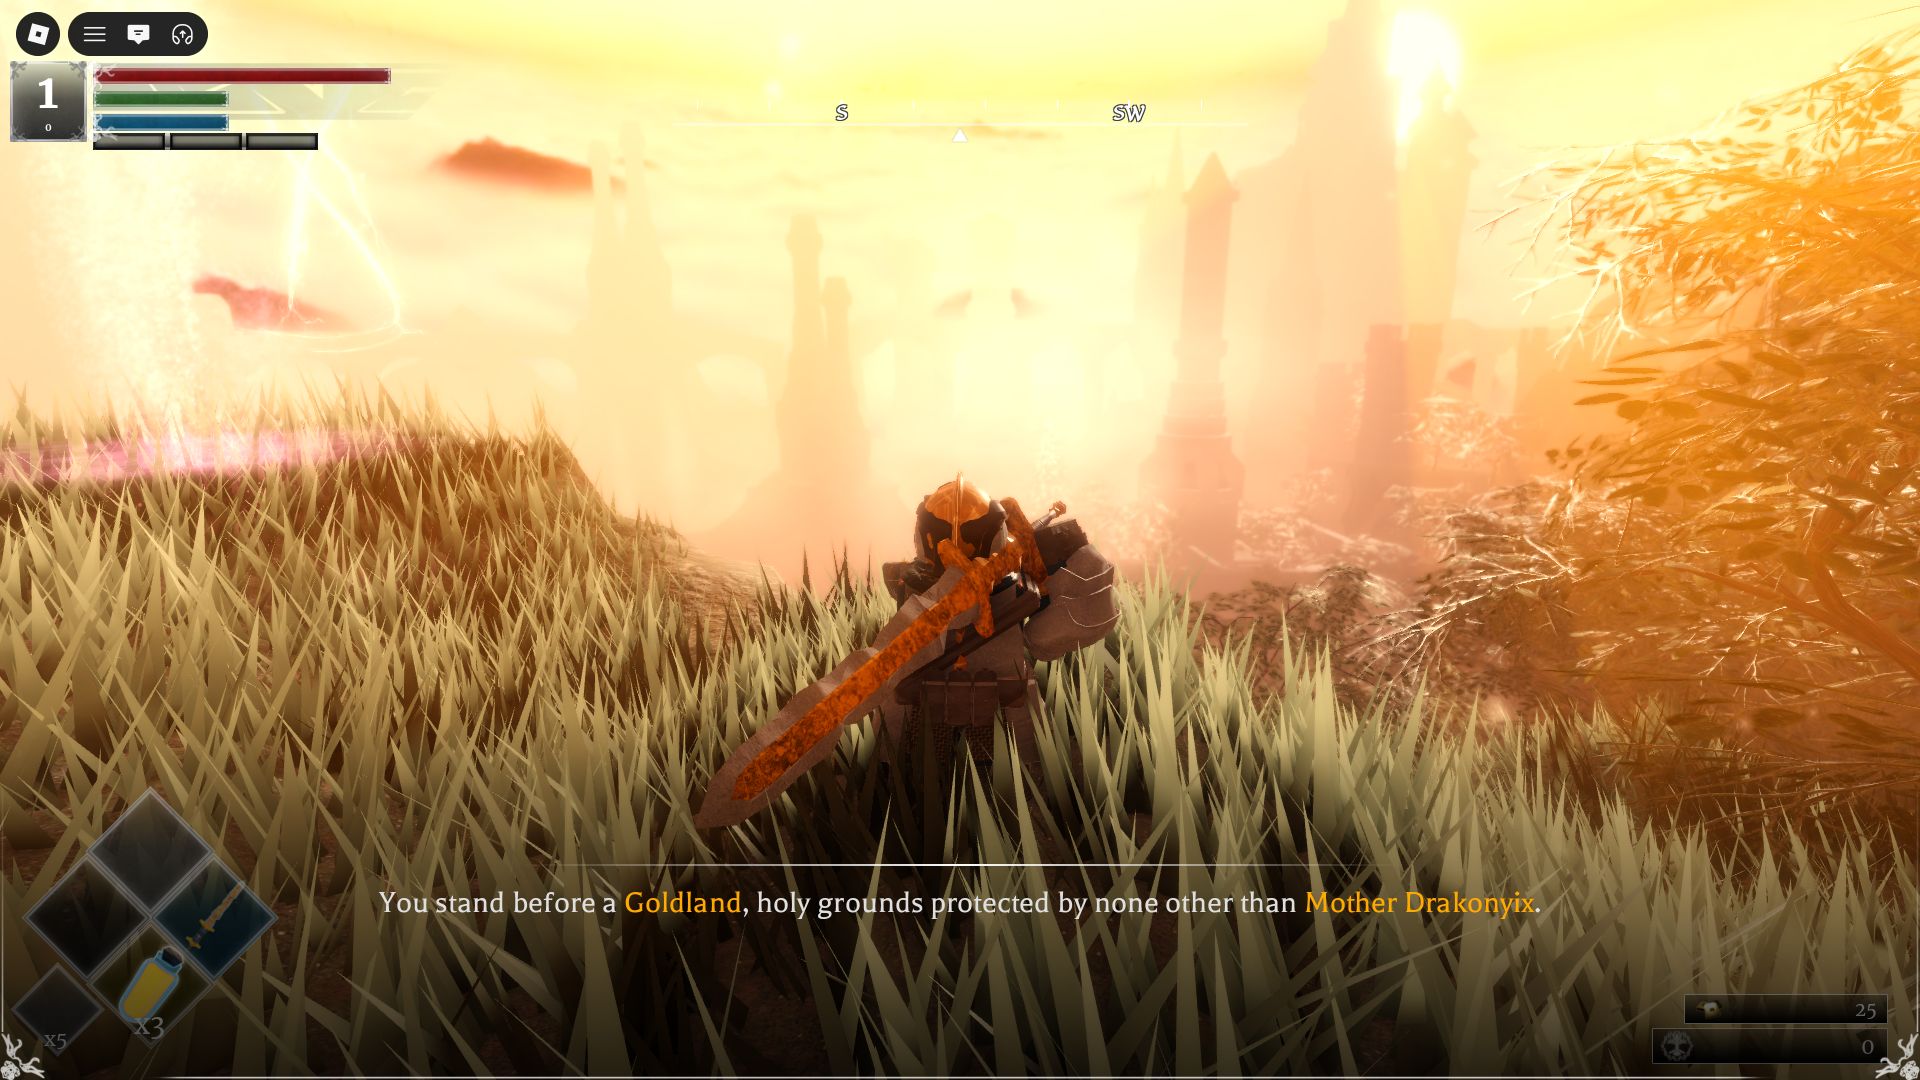 1
0
S
SW
You stand before a Goldland, holy grounds protected by none other than Mother Drakonyix.
x3
x5
25
0